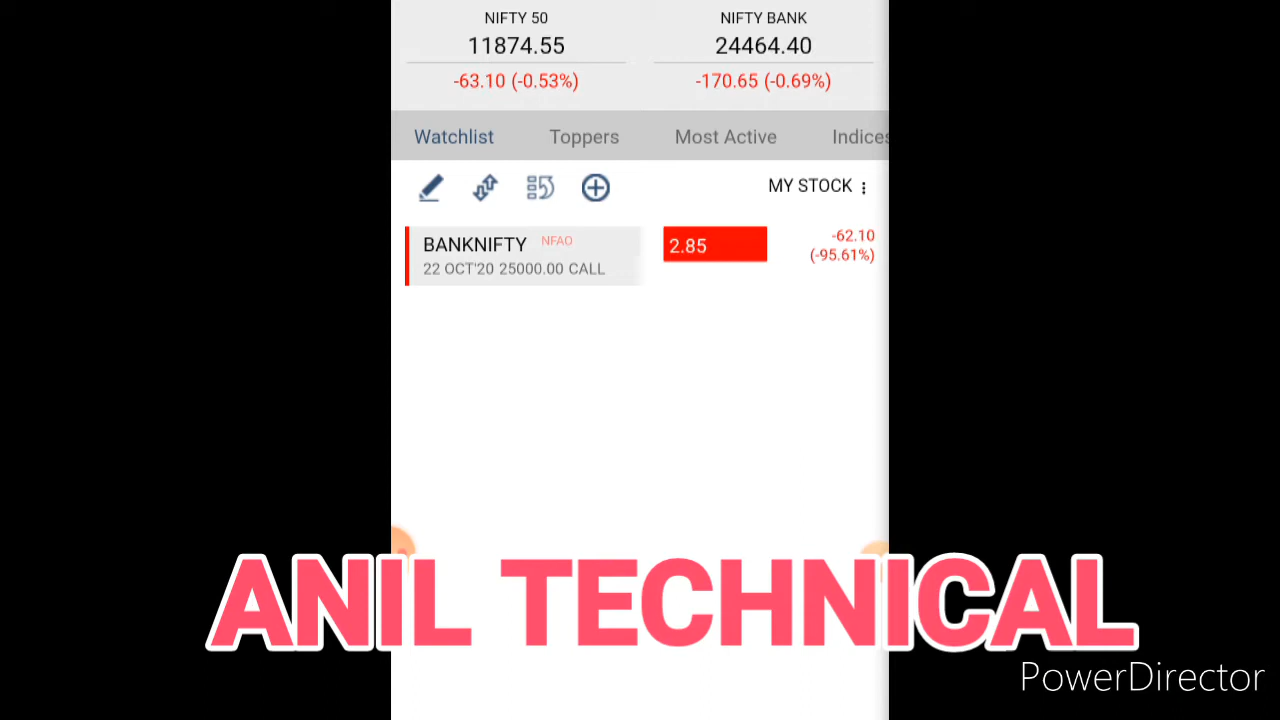 NIFTY 50 NIFTY BANK
11874.55 24464.40
-63.10 (-0.53%) -170.65 (-0.69%)
Watchlist Toppers Most Active Indices
MY STOCK
BANKNIFTY NFAO 2.85 -62.10
22 OCT'20 25000.00 CALL (-95.61%)
ANIL TECHNICAL
PowerDirector